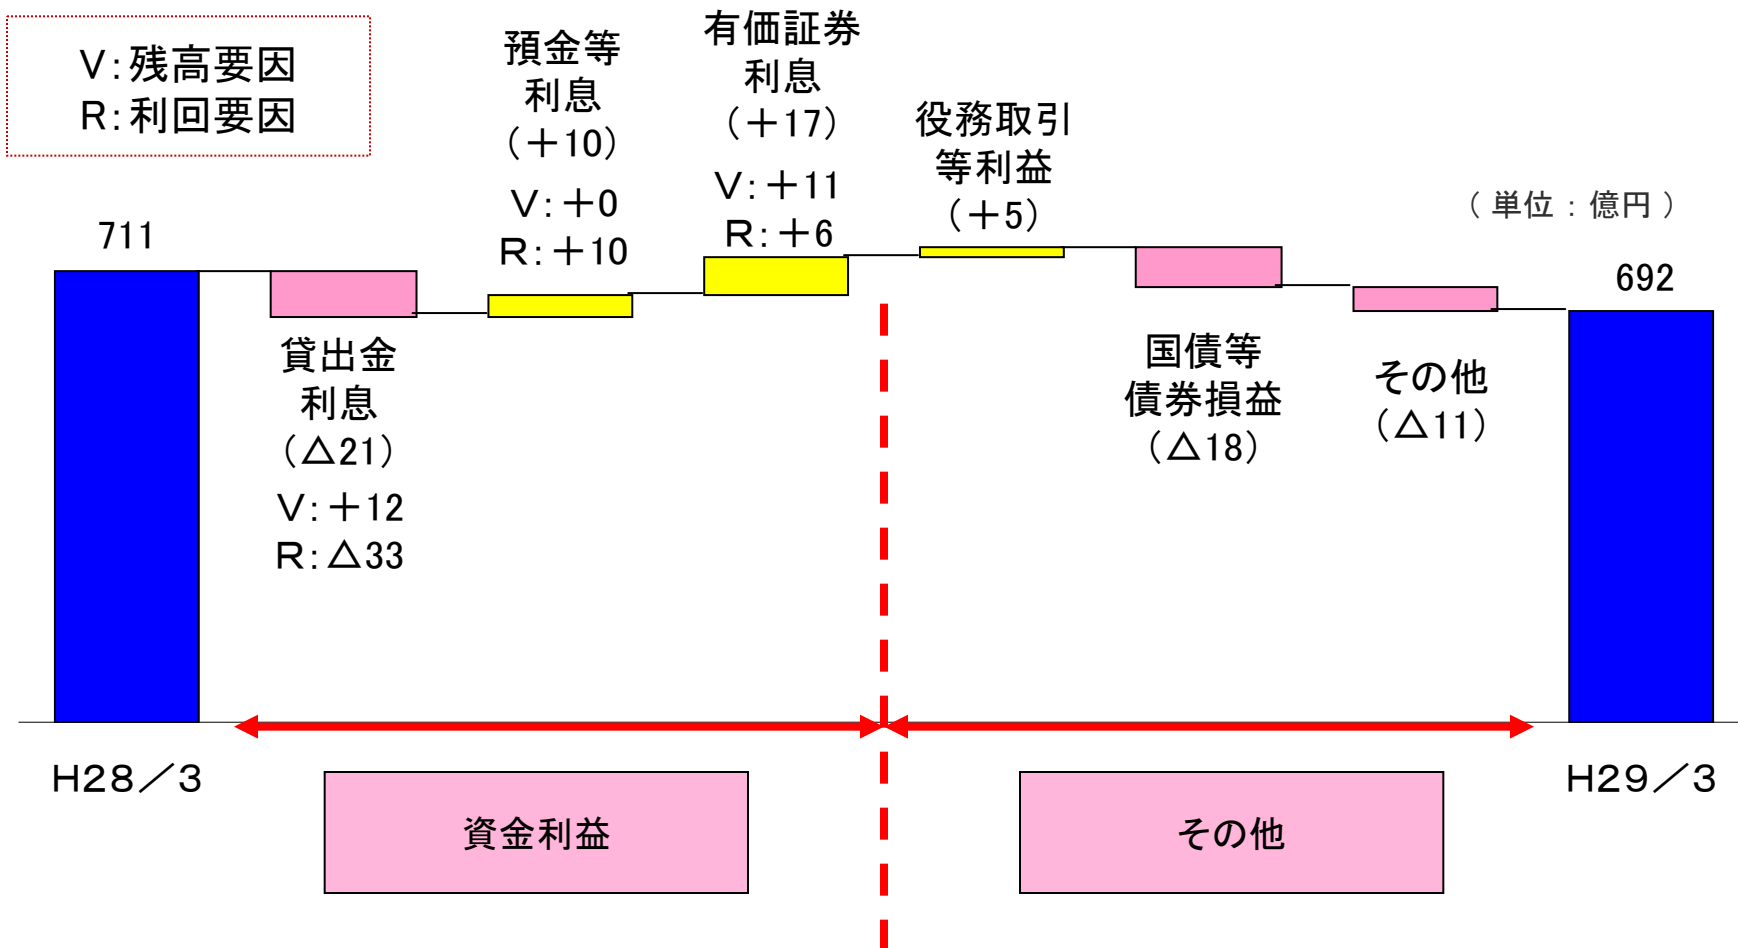 V:残高要因
R:利回要因
預金等
利息
(＋10)
V:＋0
R:＋10
有価証券
利息
(＋17)
V:＋11
R:＋6
役務取引
等利益
(＋5)
(単位:億円)
711
692
貸出金
利息
(△21)
V:＋12
R:△33
国債等
債券損益
(△18)
その他
(△11)
H28／3
H29／3
資金利益
その他